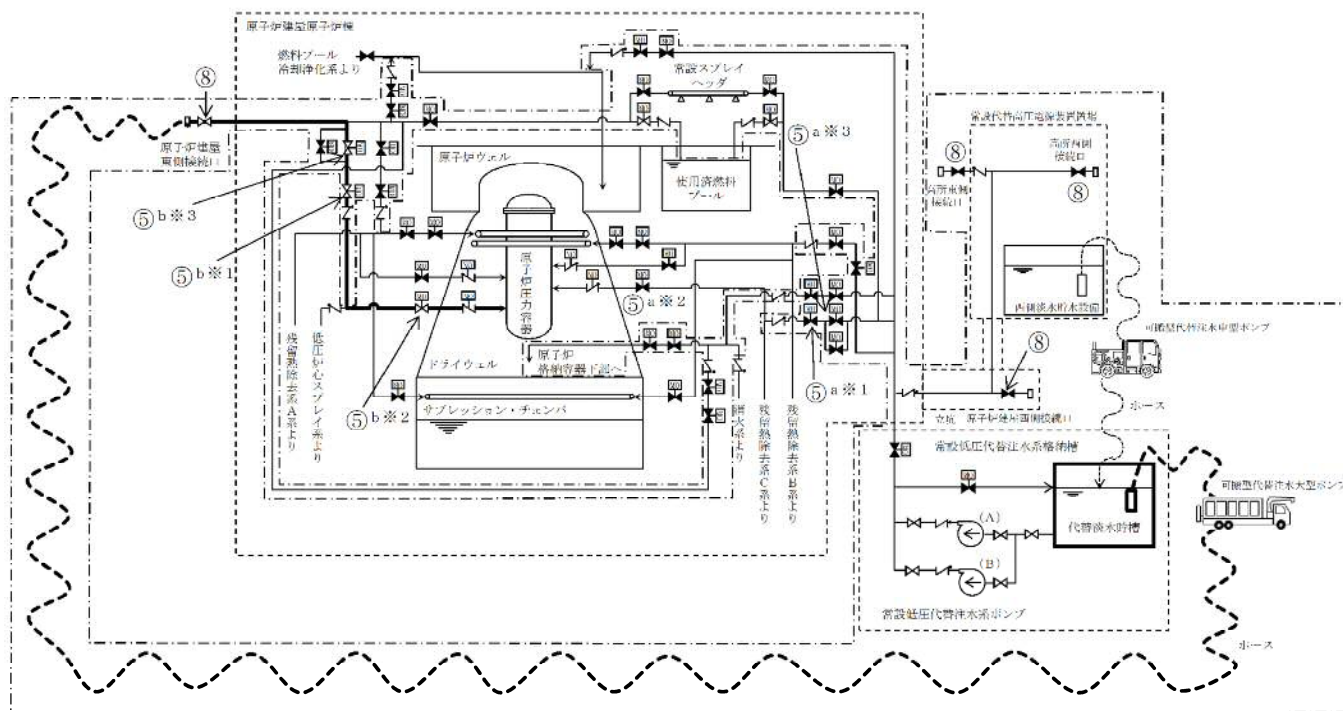 原子炉建屋原子炉棟
燃料プール
冷却浄化系より
⑧
原子炉建屋
東側接続口
⑤b※3
⑤b※1
原子炉ウェル
常設スプレイ
ヘッダ
使用済燃料
プール
⑤a※3
常設代替高圧電源装置置場
⑧
高所西側
接続口
⑧
高所東側
接続口
西側淡水貯水設備
可搬型代替注水中型ポンプ
原子炉圧力容器
⑤a※2
⑤a※1
残留熱除去系A系より
低圧炉心スプレイ系より
⑤b※2
ドライウェル
原子炉
格納容器下部へ
サプレッション・チェンバ
消火系より
残留熱除去系C系より
残留熱除去系B系より
⑧
立坑
原子炉建屋西側接続口
ホース
常設低圧代替注水系格納槽
代替淡水貯槽
可搬型代替注水大型ポンプ
(A)
(B)
常設低圧代替注水系ポンプ
ホース